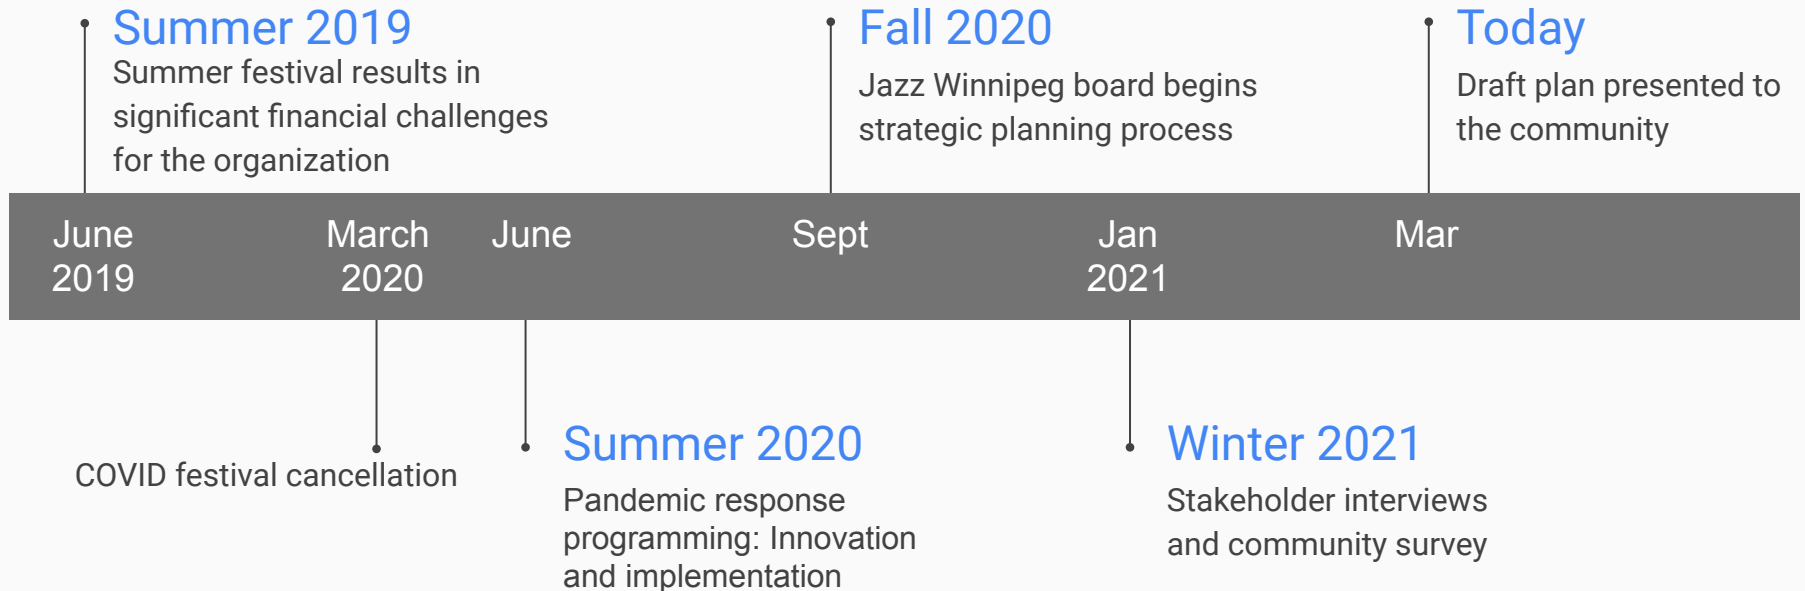 Summer 2019
Summer festival results in
significant financial challenges
for the organization
Fall 2020
Jazz Winnipeg board begins
strategic planning process
Today
Draft plan presented to
the community
June
2019
March
2020
June
Sept
Jan
2021
Mar
COVID festival cancellation
Summer 2020
Pandemic response
programming: Innovation
and implementation
Winter 2021
Stakeholder interviews
and community survey